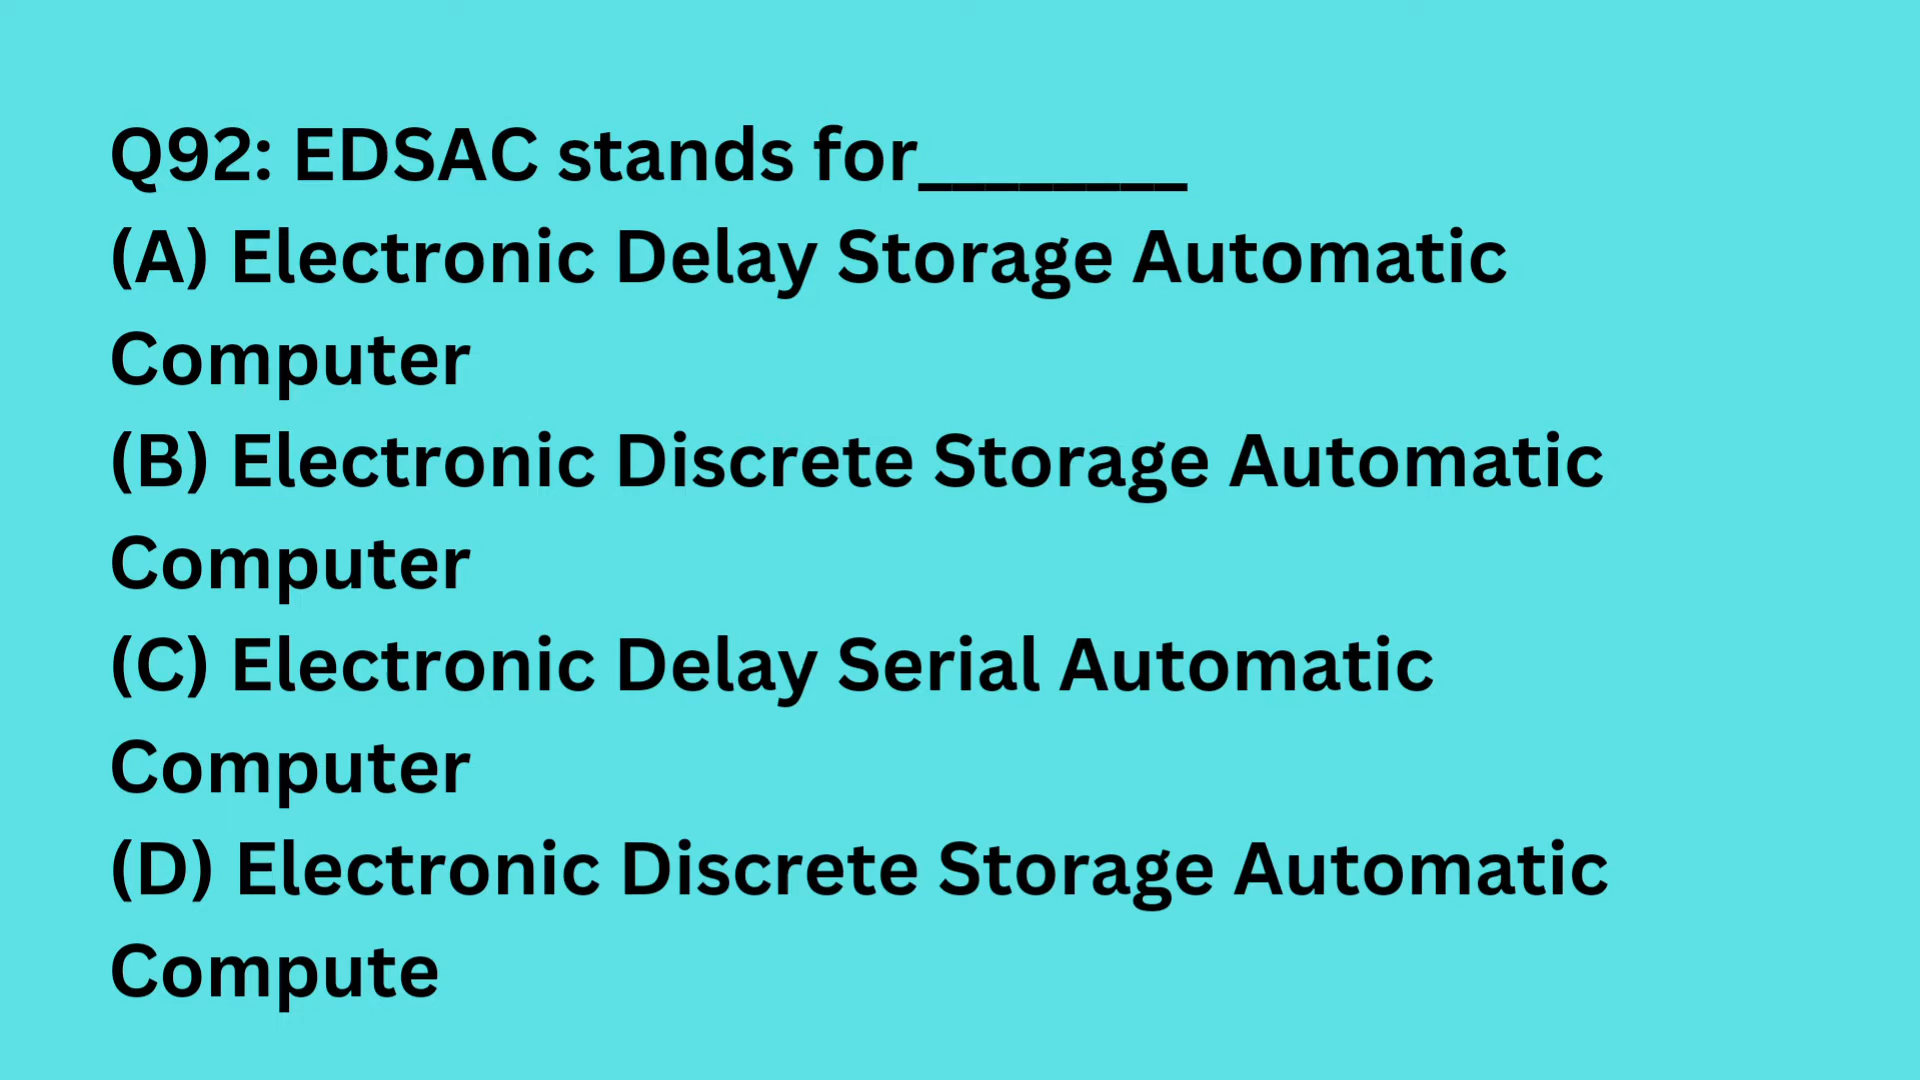 Q92: EDSAC stands for________
(A) Electronic Delay Storage Automatic
Computer
(B) Electronic Discrete Storage Automatic
Computer
(C) Electronic Delay Serial Automatic
Computer
(D) Electronic Discrete Storage Automatic
Compute